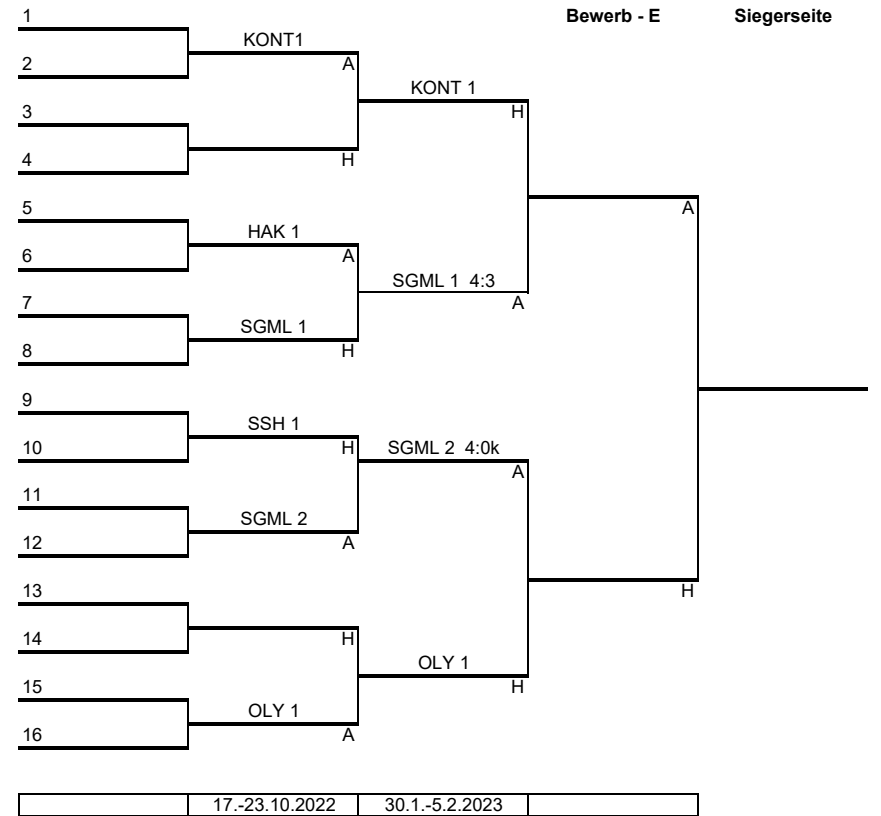 1
Bewerb - E Siegerseite
KONT1
2 A
KONT 1
3 H
4 H
5 A
HAK 1
6 A
SGML 1 4:3
7 A
SGML 1
8 H
9
SSH 1
10 H SGML 2 4:0k
A
11
SGML 2
12 A
13 H
14 H
OLY 1
15 H
OLY 1
16 A
17.-23.10.2022 30.1.-5.2.2023